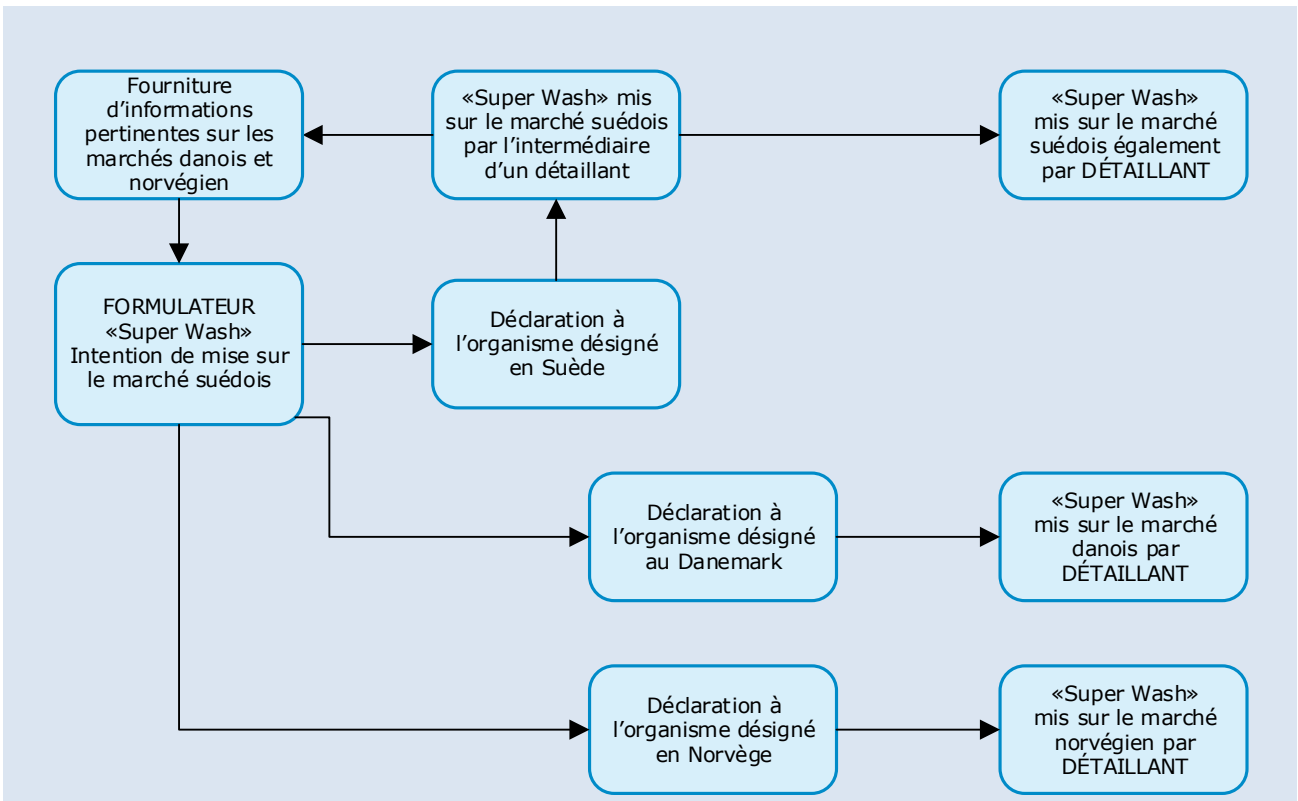 Fourniture
d’informations
pertinentes sur les
marchés danois et
norvégien
«Super Wash» mis
sur le marché suédois
par l’intermédiaire
d’un détaillant
«Super Wash»
mis sur le marché
suédois également
par DÉTAILLANT
FORMULATEUR
«Super Wash»
Intention de mise sur
le marché suédois
Déclaration à
l’organisme désigné
en Suède
Déclaration à
l’organisme désigné
au Danemark
«Super Wash»
mis sur le marché
danois par
DÉTAILLANT
Déclaration à
l’organisme désigné
en Norvège
«Super Wash»
mis sur le marché
norvégien par
DÉTAILLANT